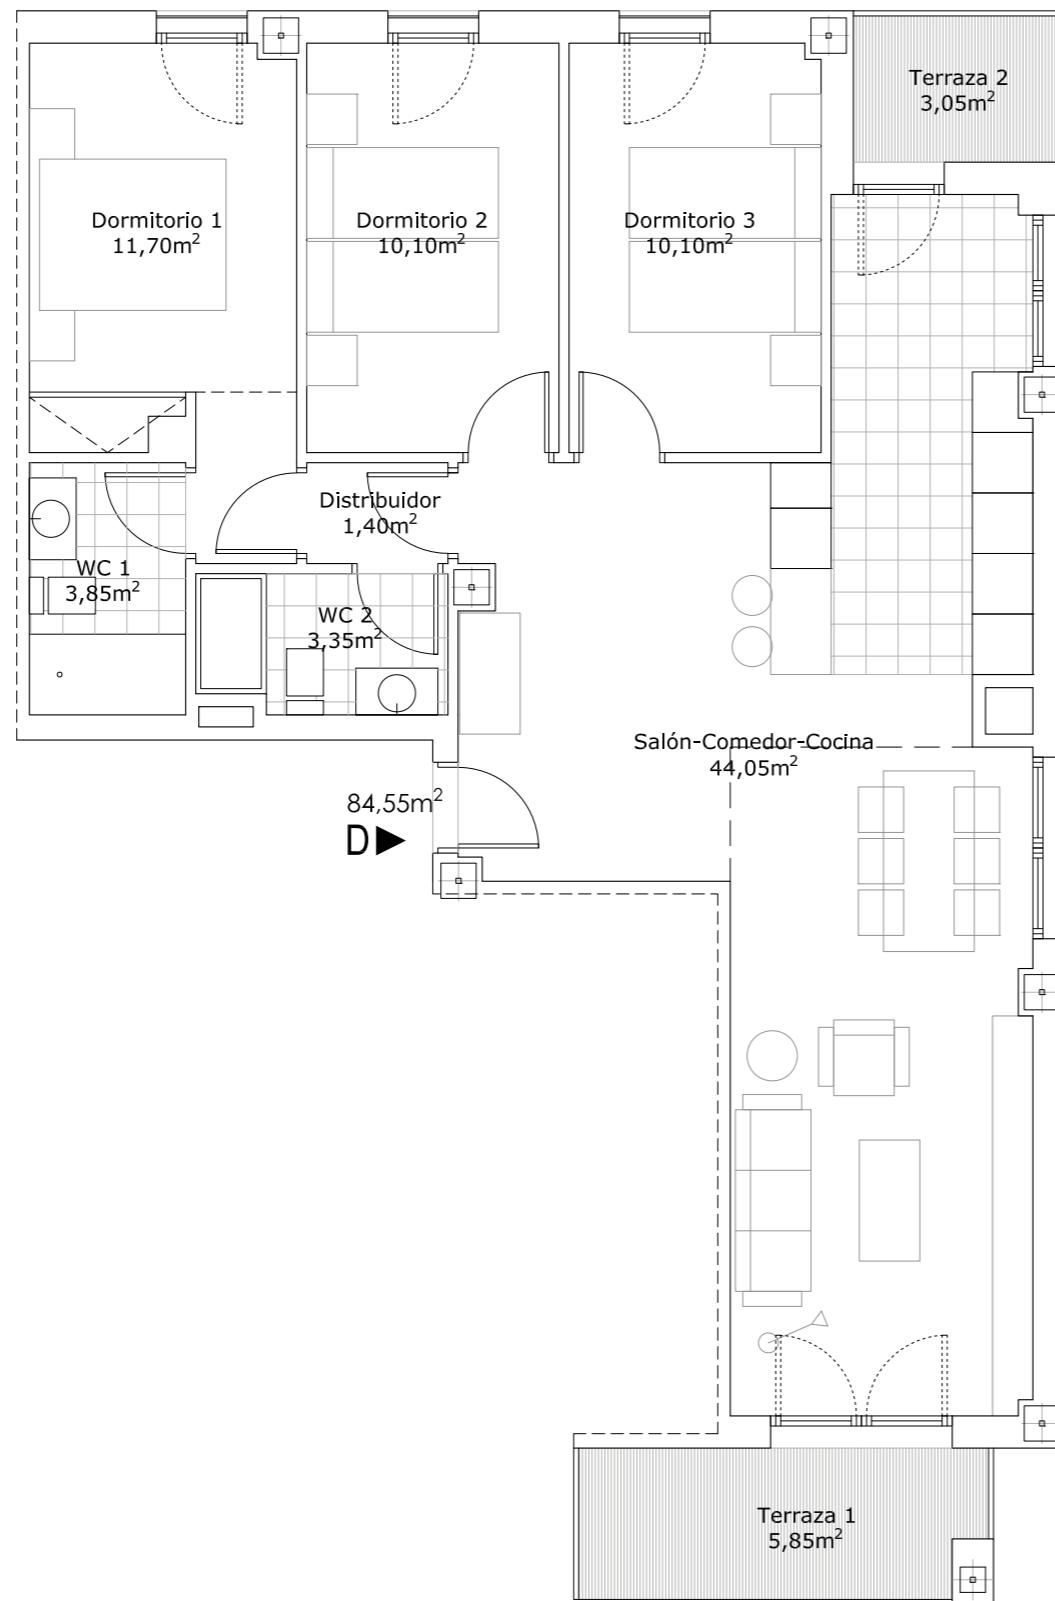 Terraza 2
3,05m²
Dormitorio 1
11,70m²
Dormitorio 2
10,10m²
Dormitorio 3
10,10m²
Distribuidor
1,40m²
WC 1
3,85m²
WC 2
3,35m²
Salón-Comedor-Cocina
44,05m²
84,55m²
D
Terraza 1
5,85m²